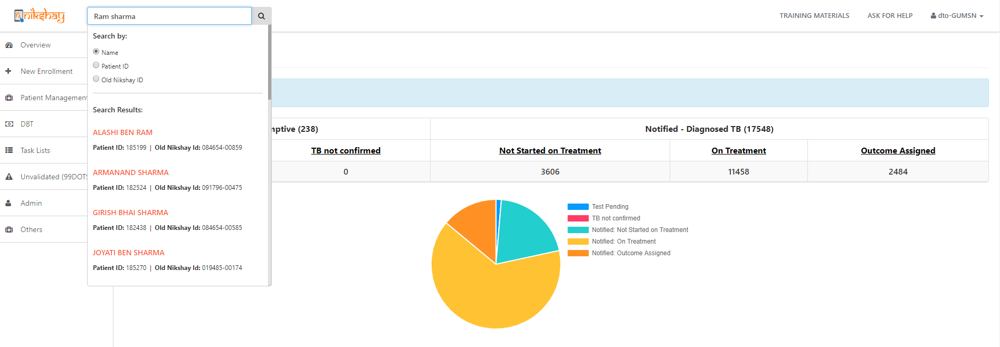 nikshay
Ram sharma
TRAINING MATERIALS
ASK FOR HELP
dto-GUMSN
Overview
New Enrollment
Patient Management
DBT
Task Lists
Unvalidated (99DOTS
Admin
Others
Search by:
Name
Patient ID
Old Nikshay ID
Search Results:
ALASHI BEN RAM
Patient ID: 185199 | Old Nikshay Id: 084654-00859
ARMANAND SHARMA
Patient ID: 182524 | Old Nikshay Id: 091796-00475
GIRISH BHAI SHARMA
Patient ID: 182438 | Old Nikshay Id: 084654-00585
JOYATI BEN SHARMA
Patient ID: 185270 | Old Nikshay Id: 019485-00174
mptive (238)
Notified - Diagnosed TB (17548)
TB not confirmed
Not Started on Treatment
On Treatment
Outcome Assigned
0
3606
11458
2484
Test Pending
TB not confirmed
Notified: Not Started on Treatment
Notified: On Treatment
Notified: Outcome Assigned